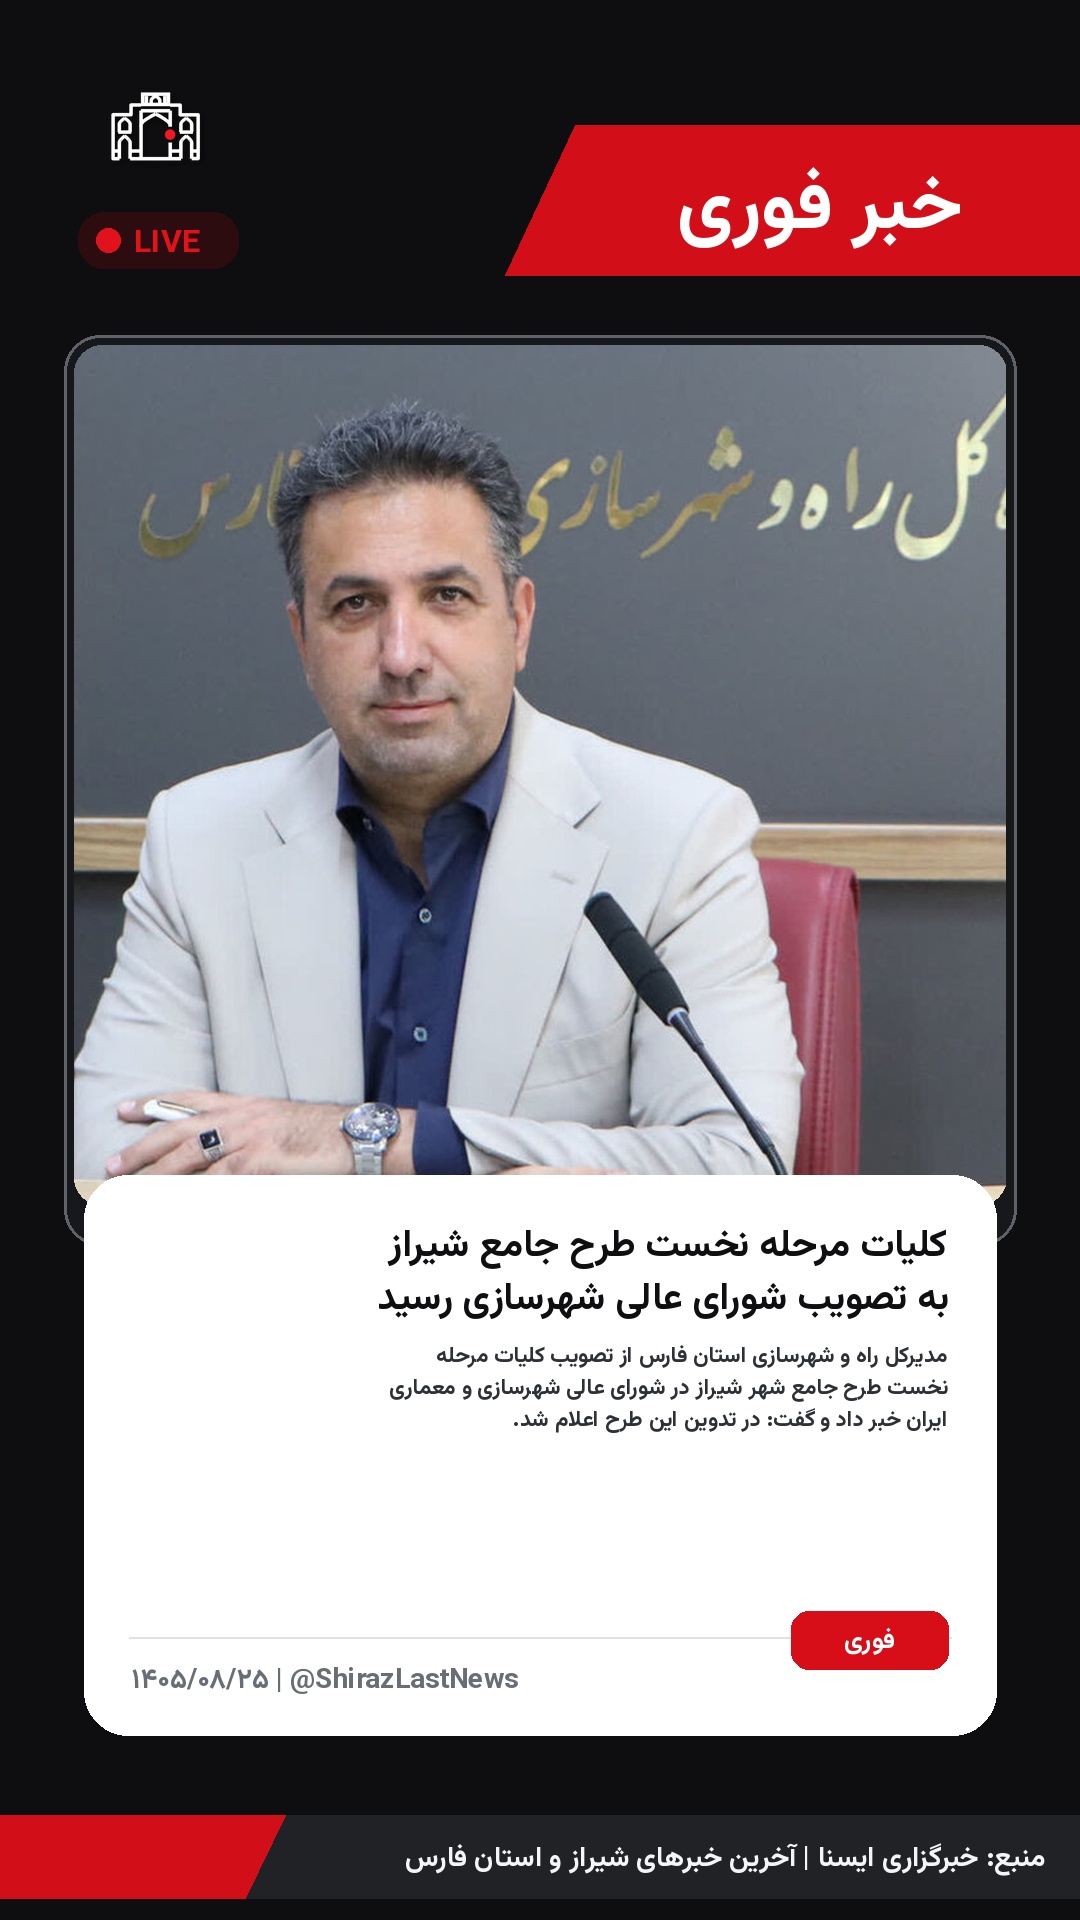 خبر فوری
LIVE
کل راه و شهرسازی فارس
کلیات مرحله نخست طرح جامع شیراز
به تصویب شورای عالی شهرسازی رسید
مدیرکل راه و شهرسازی استان فارس از تصویب کلیات مرحله
نخست طرح جامع شهر شیراز در شورای عالی شهرسازی و معماری
ایران خبر داد و گفت: در تدوین این طرح اعلام شد.
فوری
۱۴۰۵/۰۸/۲۵ | @ShirazLastNews
منبع: خبرگزاری ایسنا | آخرین خبرهای شیراز و استان فارس